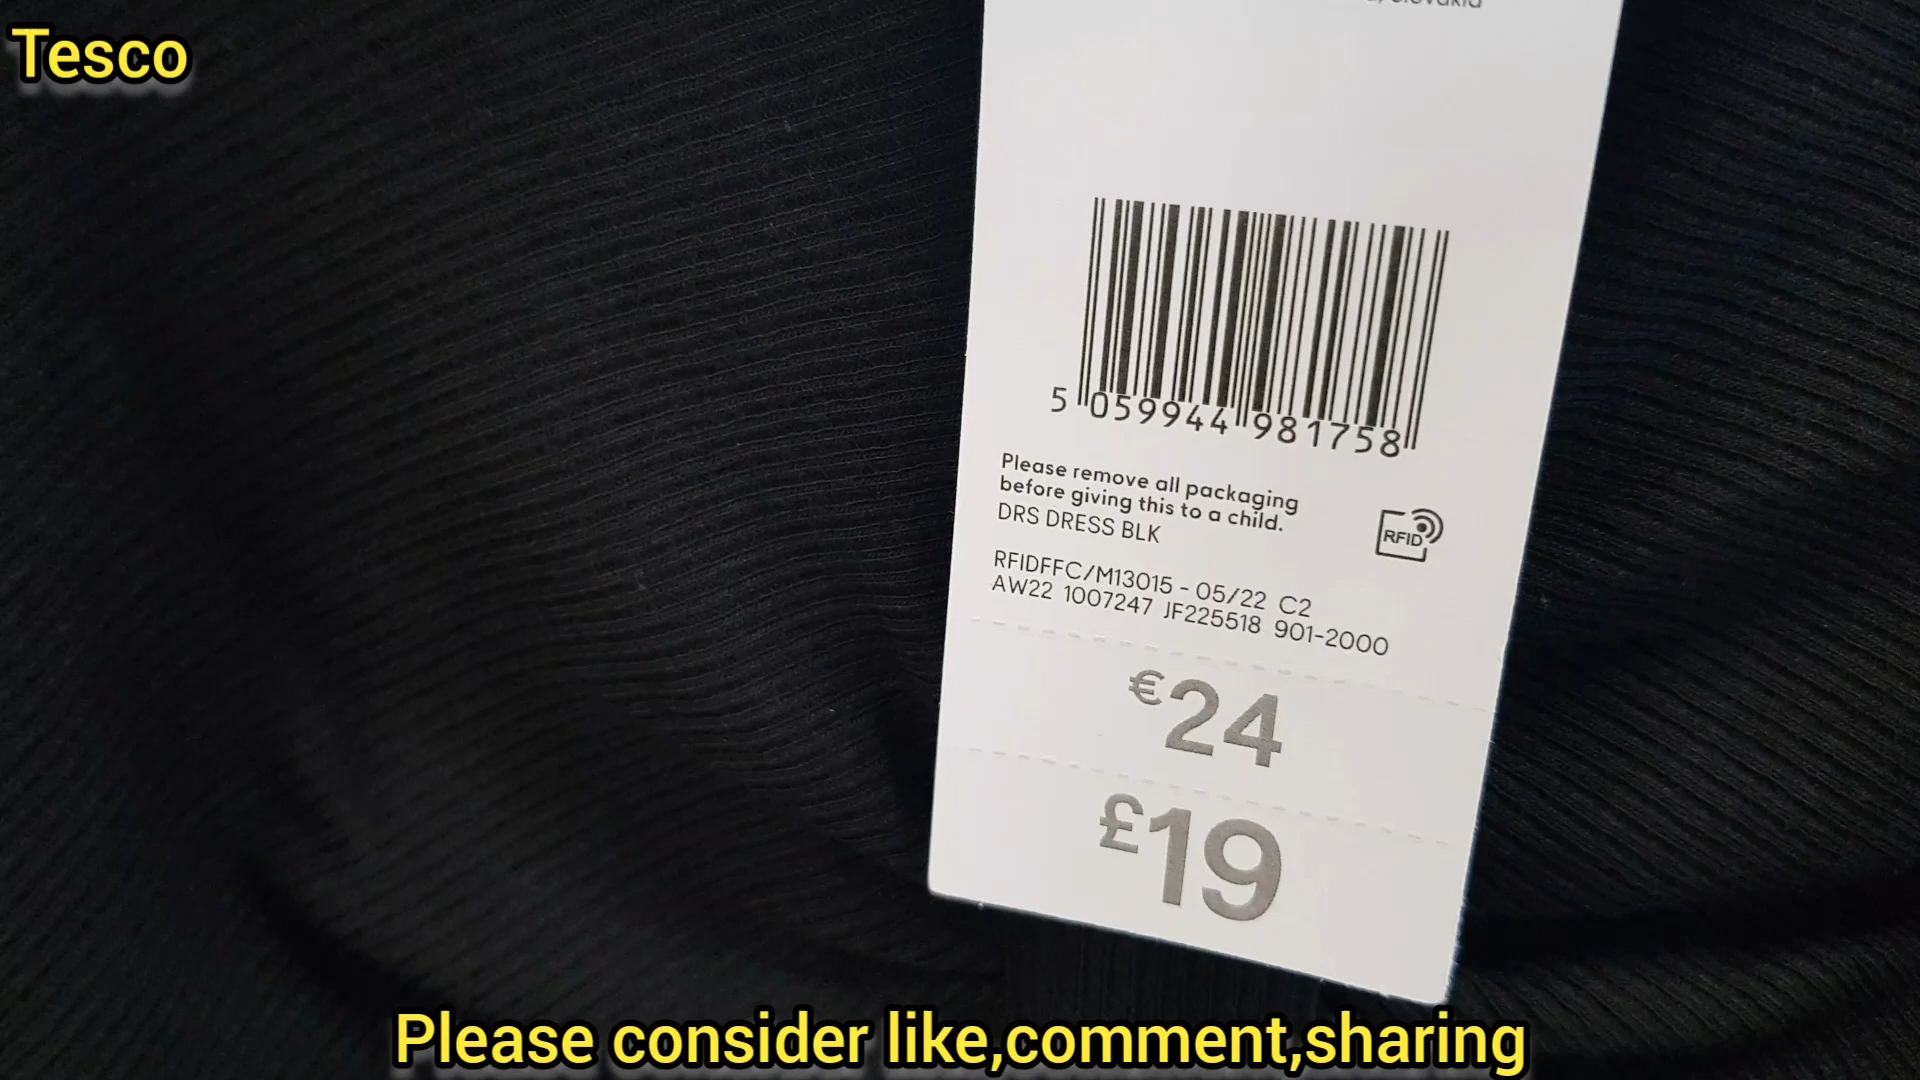 Tesco
Slovakia
5 059944 981758
Please remove all packaging
before giving this to a child.
DRS DRESS BLK
RFID
RFIDFFC/M13015 - 05/22 C2
AW22 1007247 JF225518 901-2000
€24
£19
Please consider like,comment,sharing